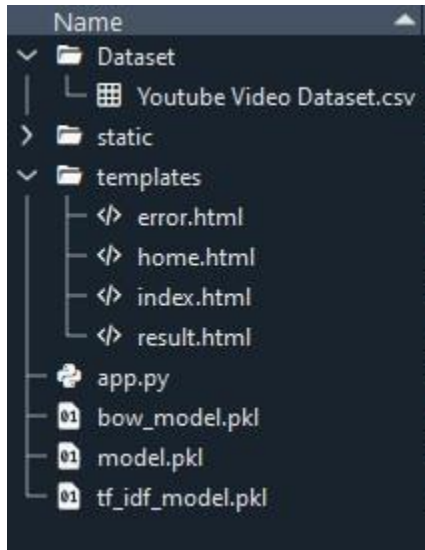 Name
Dataset
Youtube Video Dataset.csv
static
templates
error.html
home.html
index.html
result.html
app.py
bow_model.pkl
model.pkl
tf_idf_model.pkl